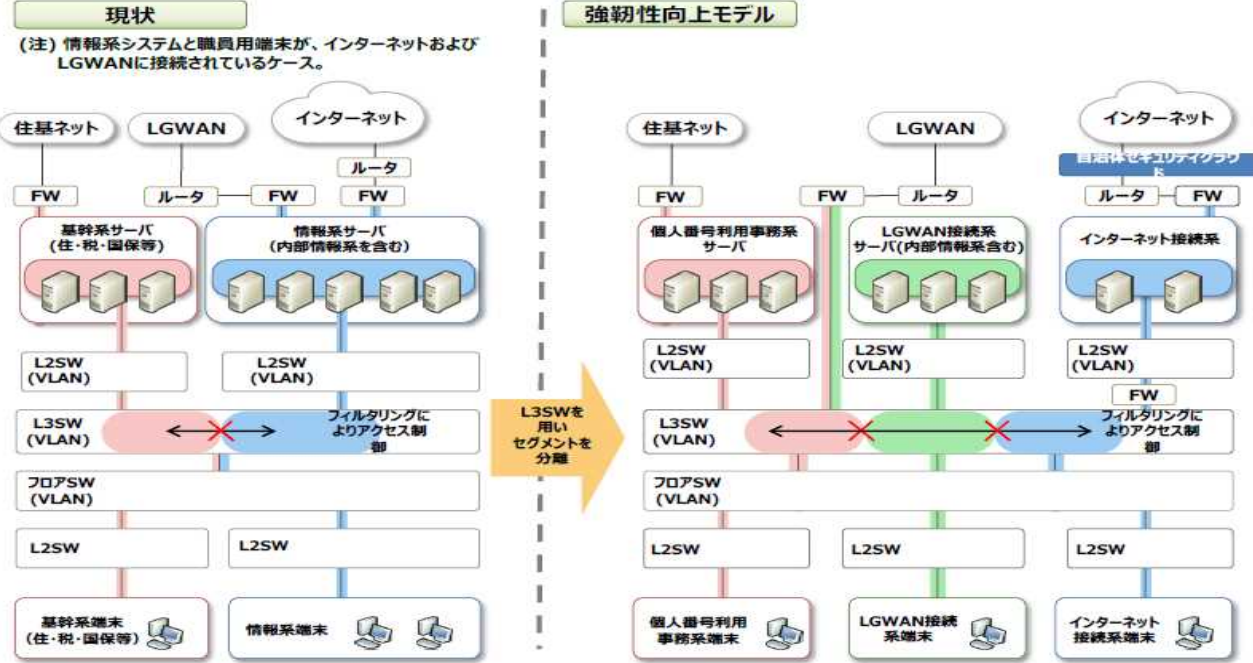 現状
(注) 情報系システムと職員用端末が、インターネットおよび
LGWANに接続されているケース。
住基ネット
LGWAN
インターネット
ルータ
FW
ルータ
FW
FW
基幹系サーバ
(住・税・国保等)
情報系サーバ
(内部情報系を含む)
L2SW
(VLAN)
L2SW
(VLAN)
L3SW
(VLAN)
フィルタリングに
よりアクセス制
御
フロアSW
(VLAN)
L2SW
L2SW
基幹系端末
(住・税・国保等)
情報系端末
L3SWを
用い
セグメントを
分離
強靭性向上モデル
住基ネット
LGWAN
インターネット
自治体セキュリティクラウ
ド
FW
FW
ルータ
ルータ
FW
個人番号利用事務系
サーバ
LGWAN接続系
サーバ(内部情報系含む)
インターネット接続系
L2SW
(VLAN)
L2SW
(VLAN)
L2SW
(VLAN)
FW
L3SW
(VLAN)
フィルタリングに
よりアクセス制
御
フロアSW
(VLAN)
L2SW
L2SW
L2SW
個人番号利用
事務系端末
LGWAN接続
系端末
インターネット
接続系端末